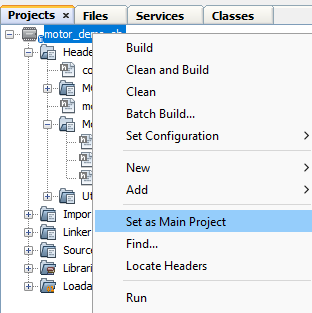 Projects × Files Services Classes
motor_demo_ab
Heade
co
M
mo
Mo
Ut
Impor
Linker
Source
Librari
Loada
Build
Clean and Build
Clean
Batch Build...
Set Configuration
New
Add
Set as Main Project
Find...
Locate Headers
Run